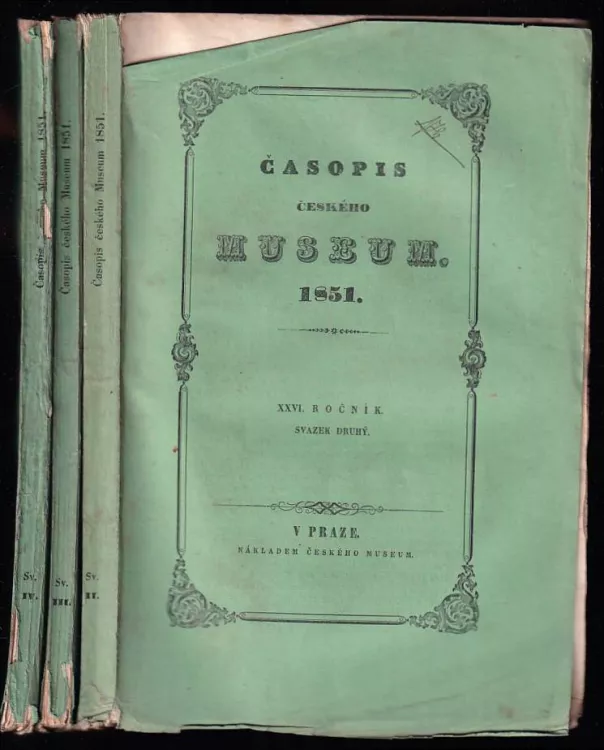 Časopis Museum 1851.
Sv.
IV.
Časopis českého Museum 1851.
Sv.
III.
Časopis českého Museum 1851.
Sv.
II.
ČASOPIS
ČESKÉHO
MUSEUM.
1851.
XXVI. ROČNÍK.
SVAZEK DRUHÝ.
V PRAZE.
NÁKLADEM ČESKÉHO MUSEUM.